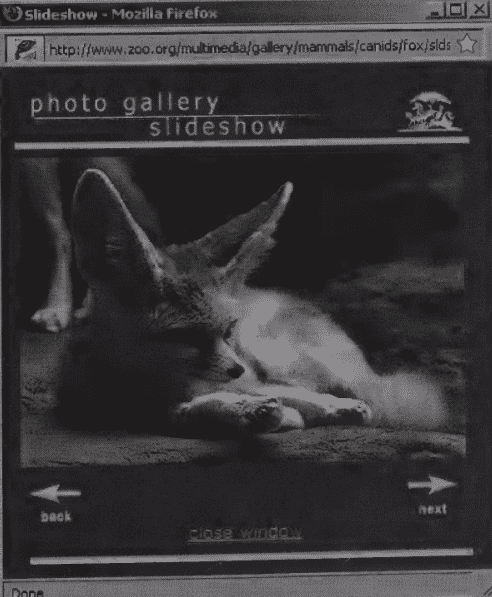 Slideshow - Mozilla Firefox
http://www.zoo.org/multimedia/gallery/mammals/canids/fox/slds
photo gallery
slideshow
back
next
close window
Done